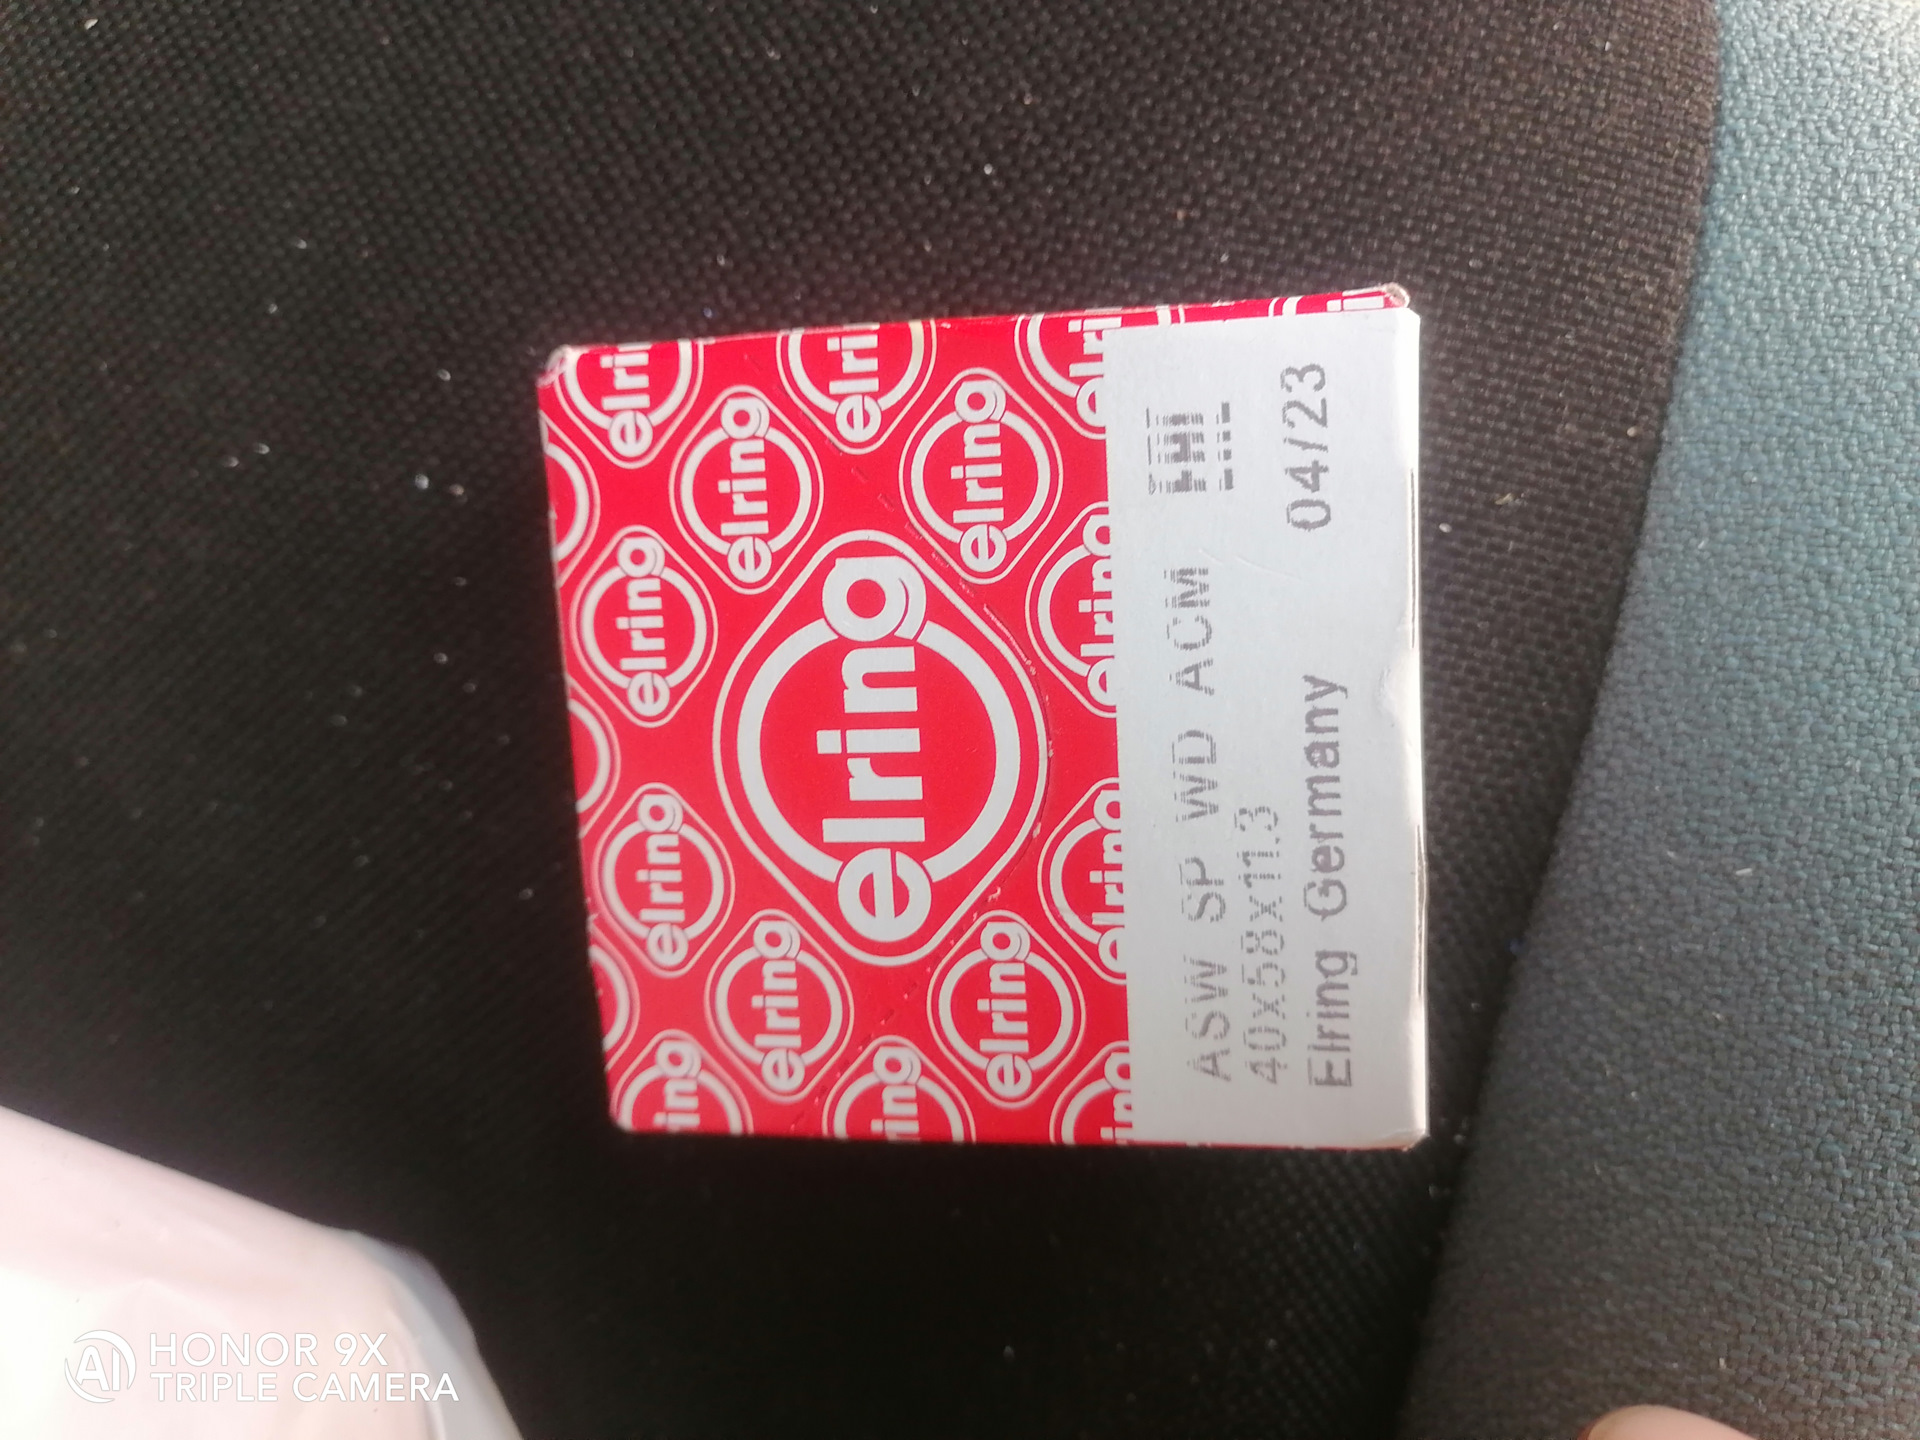 elring
ASW SP WD ACM
40x58x11.3
Elring Germany 04/23
HONOR 9X
TRIPLE CAMERA